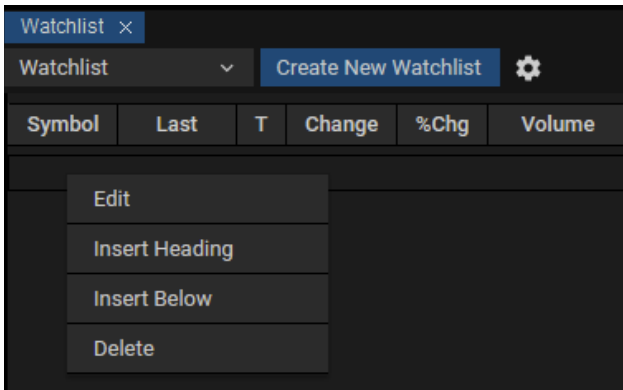 Watchlist ×
Watchlist Create New Watchlist
Symbol Last T Change %Chg Volume
Edit
Insert Heading
Insert Below
Delete